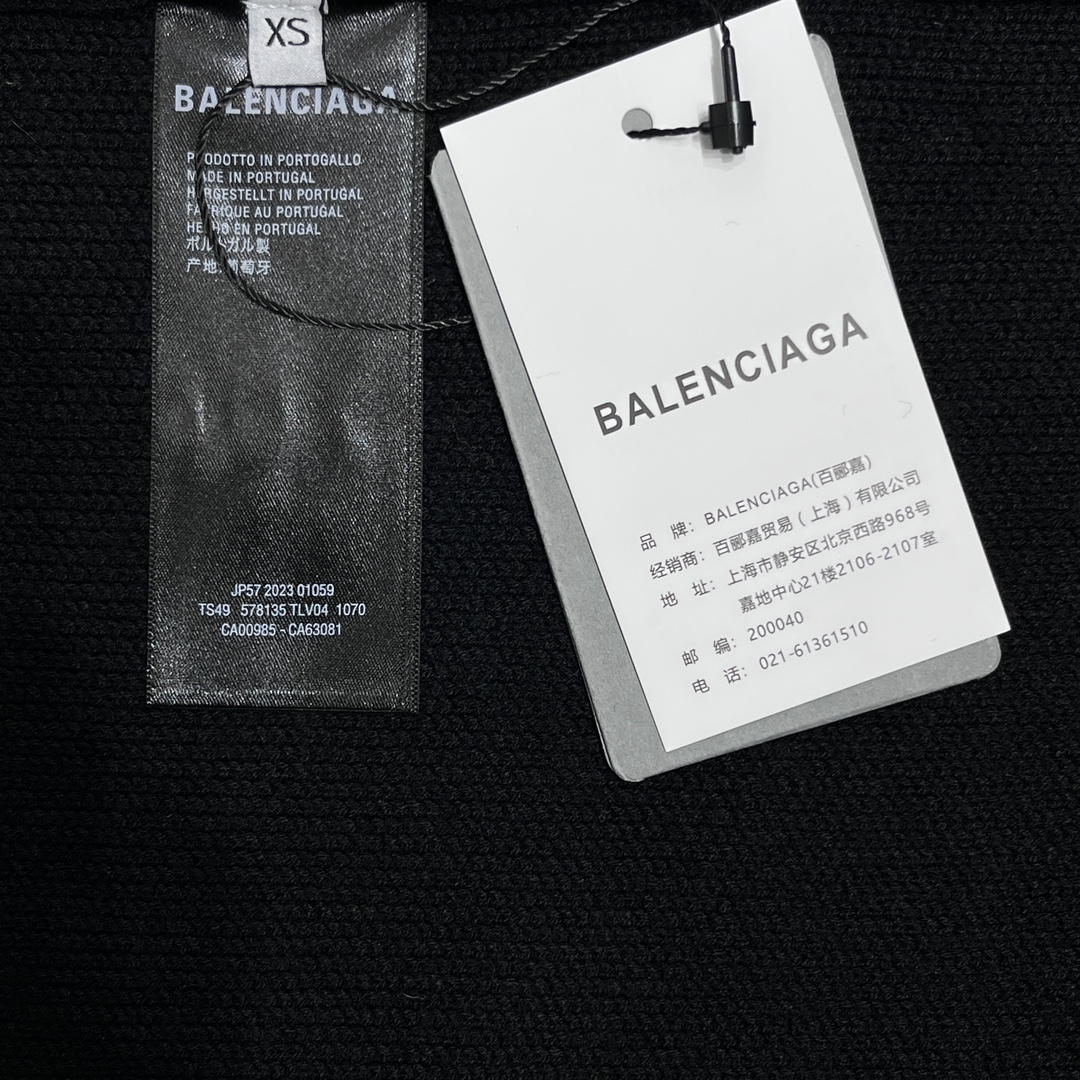 XS
BALENCIAGA
PRODOTTO IN PORTOGALLO
MADE IN PORTUGAL
HERGESTELLT IN PORTUGAL
FABRIQUE AU PORTUGAL
HECHO EN PORTUGAL
ポルトガル製
产地:葡萄牙
JP57 2023 01059
TS49 578135 TLV04 1070
CA00985 - CA63081
BALENCIAGA
品 牌: BALENCIAGA(百郦嘉)
经销商: 百郦嘉贸易(上海)有限公司
地 址: 上海市静安区北京西路968号
嘉地中心21楼2106-2107室
邮 编: 200040
电 话: 021-61361510